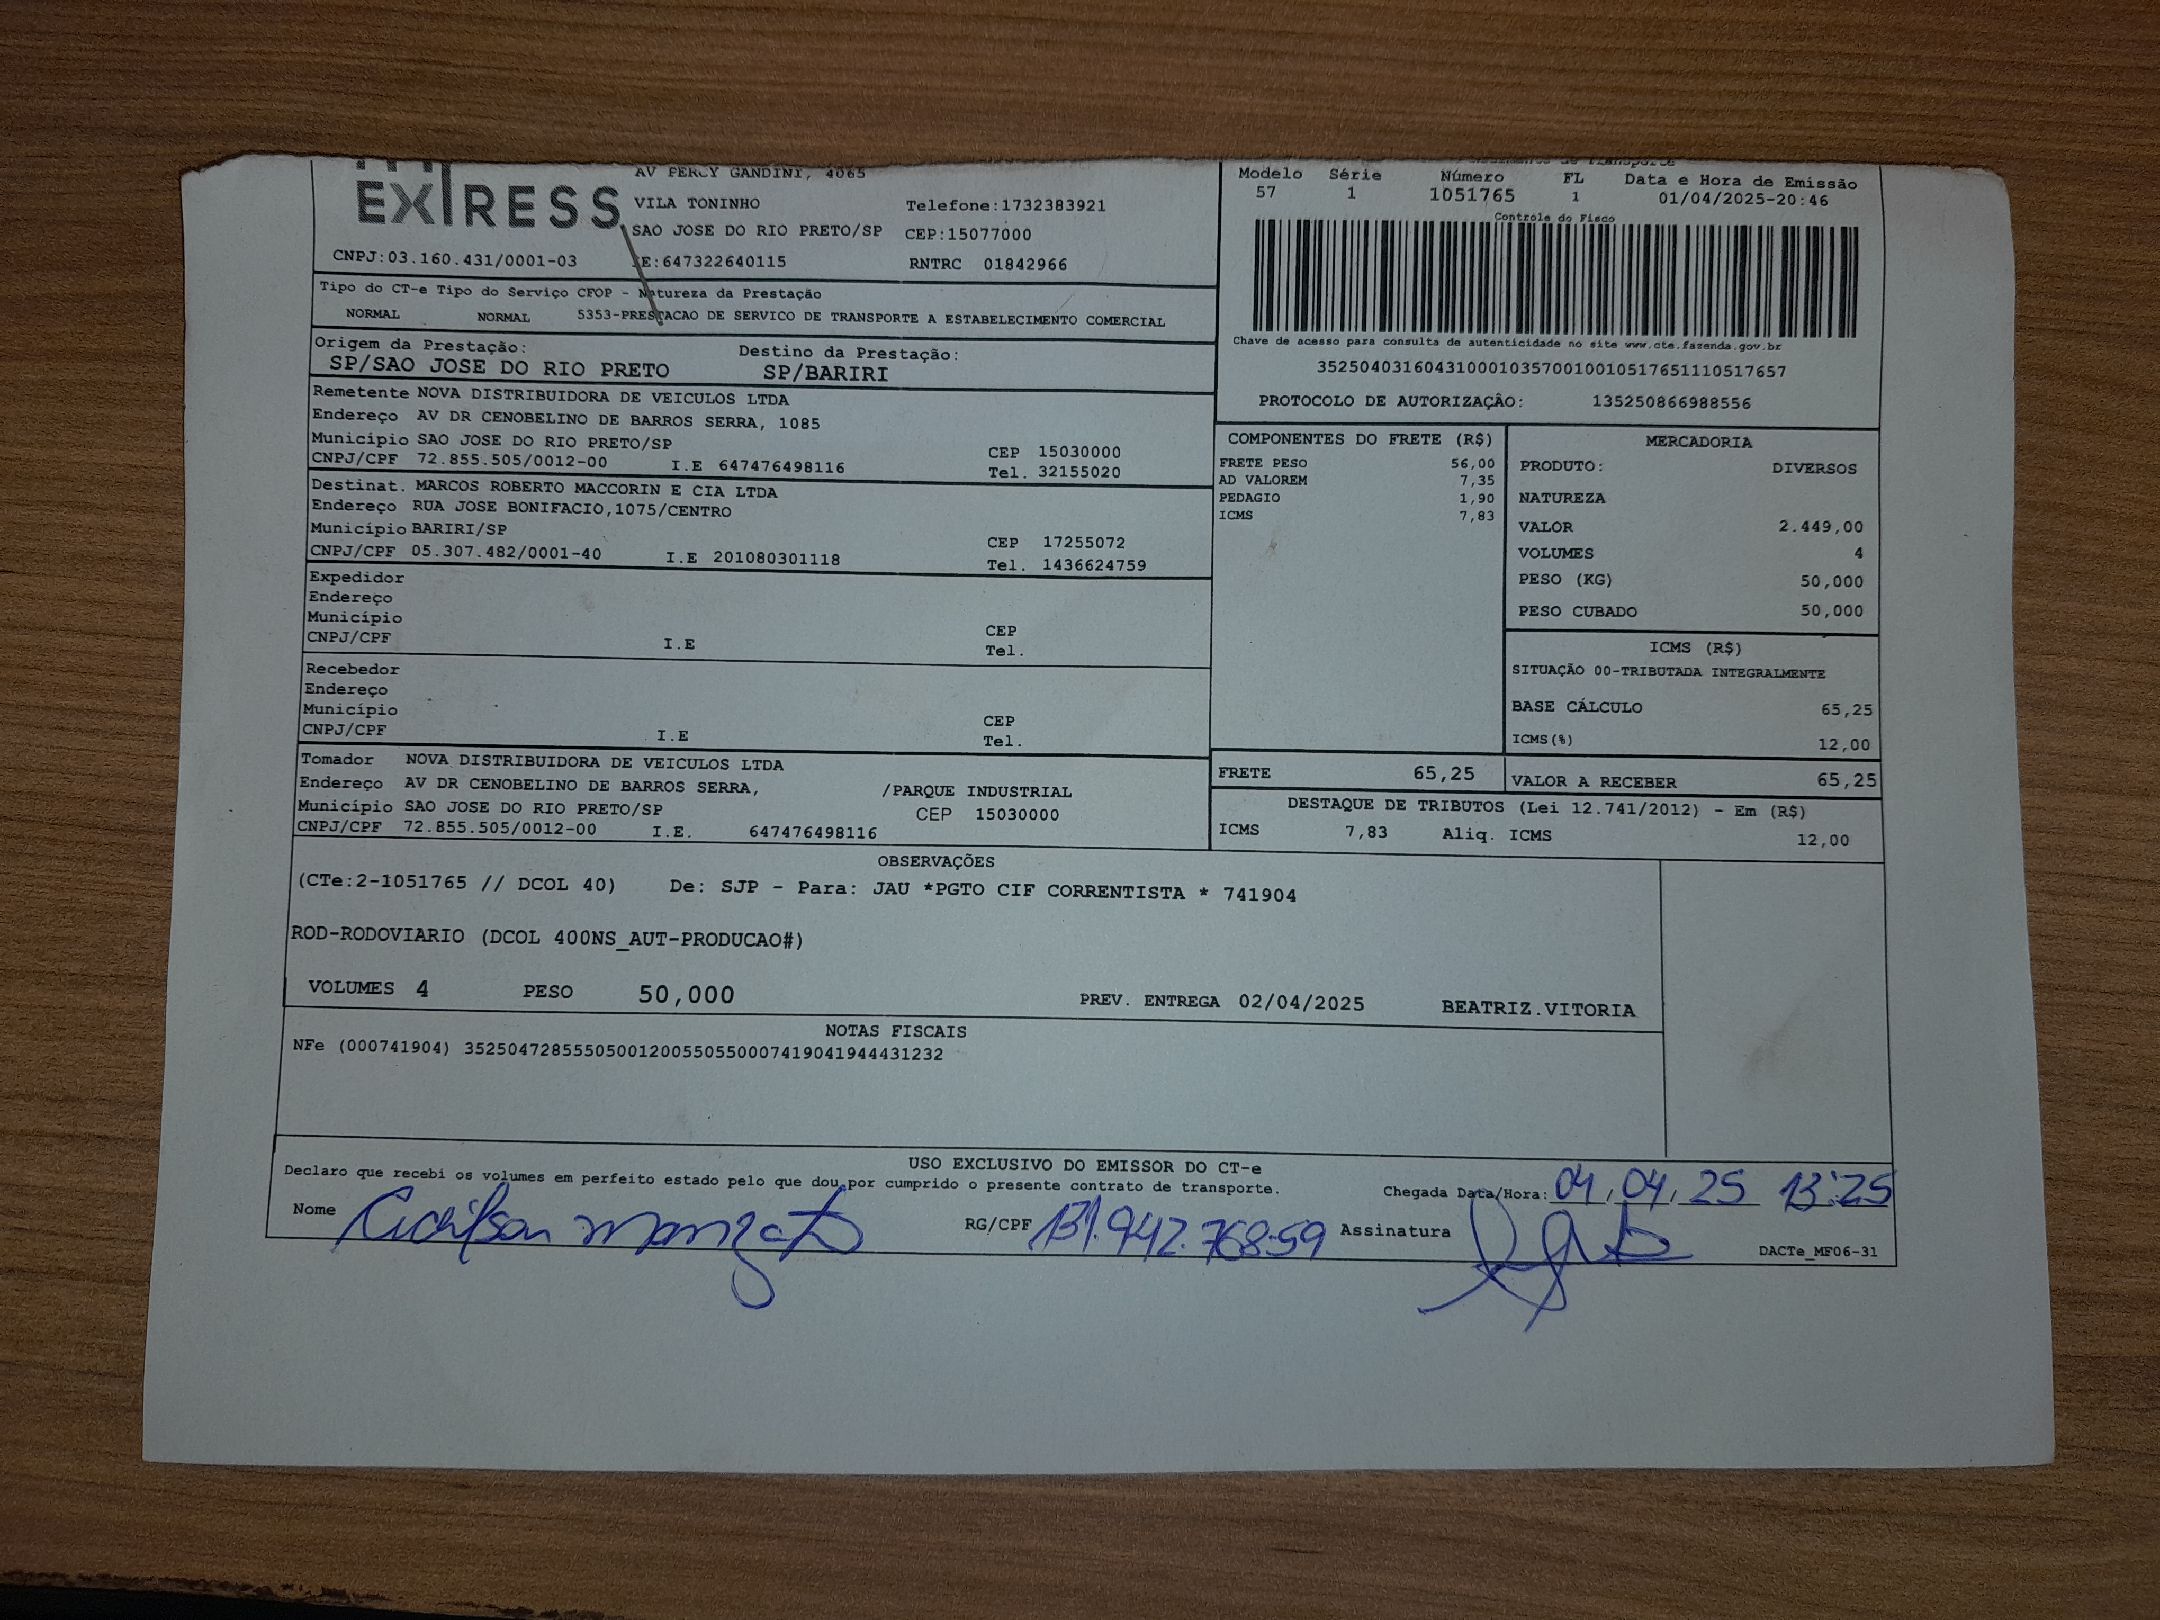 EXPRESS
AV PERCY GANDINI, 4065
VILA TONINHO Telefone:1732383921
SAO JOSE DO RIO PRETO/SP CEP:15077000
CNPJ:03.160.431/0001-03 IE:647322640115 RNTRC 01842966
Modelo Série Número FL Data e Hora de Emissão
57 1 1051765 1 01/04/2025-20:46
Controle do Fisco
Tipo do CT-e Tipo do Serviço CFOP - Natureza da Prestação
NORMAL NORMAL 5353-PRESTACAO DE SERVICO DE TRANSPORTE A ESTABELECIMENTO COMERCIAL
Chave de acesso para consulta de autenticidade no site www.cte.fazenda.gov.br
35250403160431000103570010010517651110517657
PROTOCOLO DE AUTORIZAÇÂO: 135250866988556
Origem da Prestação: Destino da Prestação:
SP/SAO JOSE DO RIO PRETO SP/BARIRI
Remetente NOVA DISTRIBUIDORA DE VEICULOS LTDA
Endereço AV DR CENOBELINO DE BARROS SERRA, 1085
Município SAO JOSE DO RIO PRETO/SP CEP 15030000
CNPJ/CPF 72.855.505/0012-00 I.E 647476498116 Tel. 32155020
Destinat. MARCOS ROBERTO MACCORIN E CIA LTDA
Endereço RUA JOSE BONIFACIO,1075/CENTRO
Município BARIRI/SP CEP 17255072
CNPJ/CPF 05.307.482/0001-40 I.E 201080301118 Tel. 1436624759
Expedidor
Endereço
Município CEP
CNPJ/CPF I.E Tel.
Recebedor
Endereço
Município CEP
CNPJ/CPF I.E Tel.
Tomador NOVA DISTRIBUIDORA DE VEICULOS LTDA
Endereço AV DR CENOBELINO DE BARROS SERRA, /PARQUE INDUSTRIAL
Município SAO JOSE DO RIO PRETO/SP CEP 15030000
CNPJ/CPF 72.855.505/0012-00 I.E. 647476498116
COMPONENTES DO FRETE (R$)
FRETE PESO 56,00
AD VALOREM 7,35
PEDAGIO 1,90
ICMS 7,83
MERCADORIA
PRODUTO: DIVERSOS
NATUREZA
VALOR 2.449,00
VOLUMES 4
PESO (KG) 50,000
PESO CUBADO 50,000
ICMS (R$)
SITUAÇÃO 00-TRIBUTADA INTEGRALMENTE
BASE CÁLCULO 65,25
ICMS(%) 12,00
FRETE 65,25 VALOR A RECEBER 65,25
DESTAQUE DE TRIBUTOS (Lei 12.741/2012) - Em (R$)
ICMS 7,83 Aliq. ICMS 12,00
OBSERVAÇÕES
(CTe:2-1051765 // DCOL 40) De: SJP - Para: JAU *PGTO CIF CORRENTISTA * 741904
ROD-RODOVIARIO (DCOL 400NS_AUT-PRODUCAO#)
VOLUMES 4 PESO 50,000 PREV. ENTREGA 02/04/2025 BEATRIZ.VITORIA
NOTAS FISCAIS
NFe (000741904) 35250472855505001200550550007419041944431232
USO EXCLUSIVO DO EMISSOR DO CT-e
Declaro que recebi os volumes em perfeito estado pelo que dou por cumprido o presente contrato de transporte.
Chegada Data/Hora: 04,04,25 13:25
Nome RG/CPF 131.942.768-59 Assinatura
DACTe_MF06-31